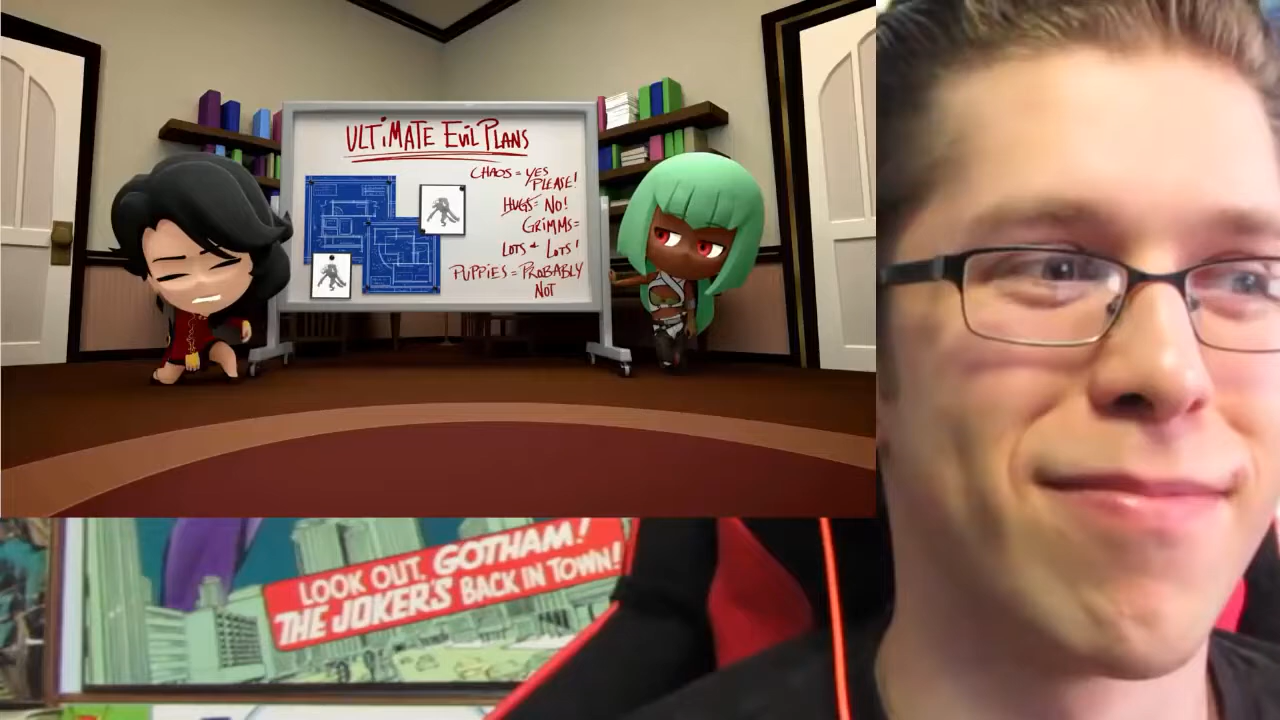 ULTIMATE EVIL PLANS
CHAOS = YES
PLEASE!
HUGS = NO!
GRIMMS =
LOTS + LOTS!
PUPPIES = PROBABLY
NOT
LOOK OUT, GOTHAM!
THE JOKER'S BACK IN TOWN!